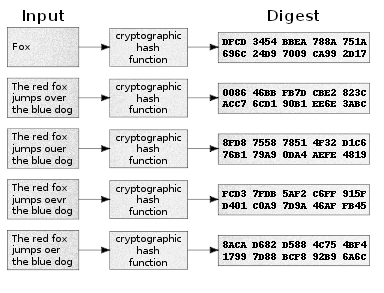 Input
Digest
Fox
cryptographic
hash
function
DFCD 3454 BBEA 788A 751A
696C 24D9 7009 CA99 2D17
The red fox
jumps over
the blue dog
cryptographic
hash
function
0086 46BB FB7D CBE2 823C
ACC7 6CD1 90B1 EE6E 3ABC
The red fox
jumps ouer
the blue dog
cryptographic
hash
function
8FD8 7558 7851 4F32 D1C6
76B1 79A9 0DA4 AEFE 4819
The red fox
jumps oevr
the blue dog
cryptographic
hash
function
FCD3 7FDB 5AF2 C6FF 915F
D401 C0A9 7D9A 46AF FB45
The red fox
jumps oer
the blue dog
cryptographic
hash
function
8ACA D682 D588 4C75 4BF4
1799 7D88 BCF8 92B9 6A6C